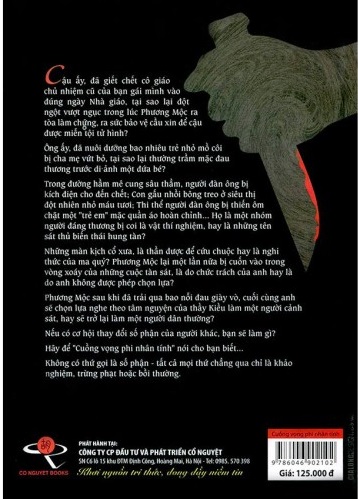 Cậu ấy, đã giết chết cô giáo
chủ nhiệm cũ của bạn gái mình vào
đúng ngày Nhà giáo, tại sao lại đột
ngột vượt ngục trong lúc Phương Mộc ra
tòa làm chứng, ra sức bảo vệ cầu xin để cậu
được miễn tội tử hình?
Ông ấy, đã nuôi dưỡng bao nhiêu trẻ nhỏ mồ côi
bị cha mẹ vứt bỏ, tại sao lại thường trầm mặc đau
thương trước di ảnh một đứa bé?
Trong đường hầm mê cung sâu thẳm, người đàn ông bị
kích điện cho đến chết; Con gấu nhồi bông treo ở siêu thị
đột nhiên nhỏ máu tươi; Thi thể người đàn ông bị thiến ôm
chặt một "trẻ em" mặc quần áo hoàn chỉnh... Họ là một nhóm
người đáng thương bị coi là vật thí nghiệm, hay là những tên
sát thủ biến thái hung tàn?
Những màn kịch cổ xưa, là thần dược để cứu chuộc hay là nghi
thức của ma quỷ? Phương Mộc lại một lần nữa bị cuốn vào trong
vòng xoáy của những cuộc tàn sát, là do chức trách của anh hay là
do anh không được phép chọn lựa?
Phương Mộc sau khi đã trải qua bao nỗi đau giày vò, cuối cùng anh
sẽ chọn lựa nghe theo tâm nguyện của thầy Kiều làm một người cảnh
sát, hay sẽ trở lại làm một người dân thường?
Nếu có cơ hội thay đổi số phận của người khác, bạn sẽ làm gì?
Hãy để "Cuồng vọng phi nhân tính" nói cho bạn biết...
Không có thứ gọi là số phận - tất cả mọi thứ chẳng qua chỉ là khảo
nghiệm, trừng phạt hoặc bồi thường.
CO NGUYET BOOKS
PHÁT HÀNH TẠI:
CÔNG TY CP ĐẦU TƯ VÀ PHÁT TRIỂN CỔ NGUYỆT
SN C6 lô 15 khu ĐTM Định Công, Hoàng Mai, Hà Nội - Tel: 0985. 570 398
Khơi nguồn tri thức, dong đầy niềm tin
Cuồng vọng phi nhân tính
9 786046 902102
Giá: 125.000 đ